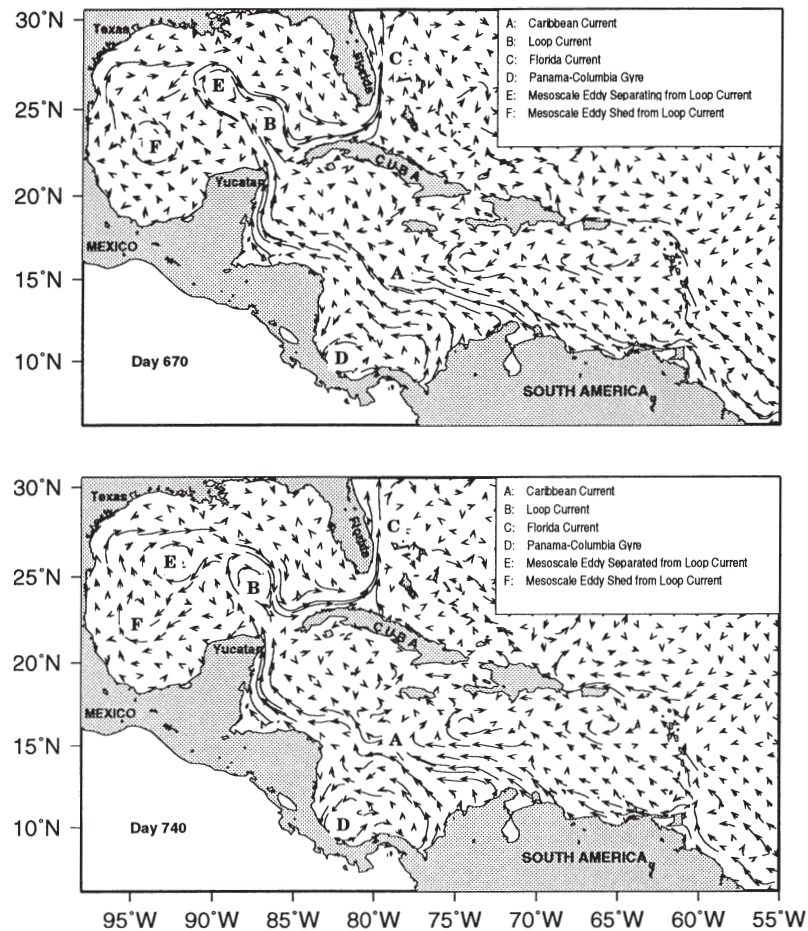 30°N
25°N
20°N
15°N
10°N
Texas
Florida
C
E
B
F
CUBA
Yucatan
MEXICO
A
D
Day 670
SOUTH AMERICA
A: Caribbean Current
B: Loop Current
C: Florida Current
D: Panama-Columbia Gyre
E: Mesoscale Eddy Separating from Loop Current
F: Mesoscale Eddy Shed from Loop Current
30°N
25°N
20°N
15°N
10°N
Texas
Florida
C
E
B
F
CUBA
Yucatan
MEXICO
A
D
Day 740
SOUTH AMERICA
A: Caribbean Current
B: Loop Current
C: Florida Current
D: Panama-Columbia Gyre
E: Mesoscale Eddy Separated from Loop Current
F: Mesoscale Eddy Shed from Loop Current
95°W 90°W 85°W 80°W 75°W 70°W 65°W 60°W 55°W